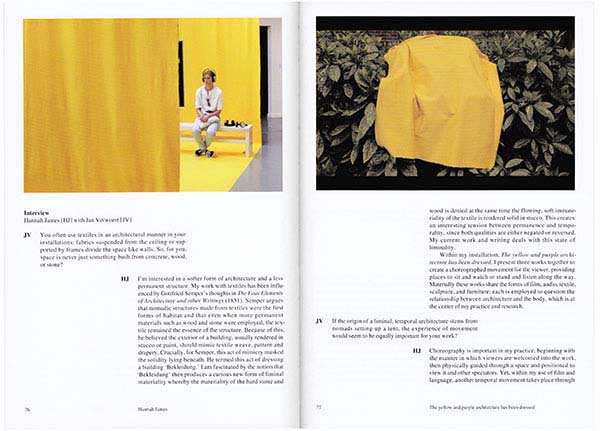 Interview
Hannah James [HJ] with Jan Verwoert [JV]
JV You often use textiles in an architectural manner in your
installations: fabrics suspended from the ceiling or sup-
ported by frames divide the space like walls. So, for you,
space is never just something built from concrete, wood,
or stone?
HJ I'm interested in a softer form of architecture and a less
permanent structure. My work with textiles has been influ-
enced by Gottfried Semper's thoughts in The Four Elements
of Architecture and other Writings (1851). Semper argues
that nomadic structures made from textiles were the first
forms of habitat and that even when more permanent
materials such as wood and stone were employed, the tex-
tile remained the essence of the structure. Because of this,
he believed the exterior of a building, usually rendered in
stucco or paint, should mimic textile weave, pattern and
drapery. Crucially, for Semper, this act of mimicry masked
the solidity lying beneath. He termed this act of dressing
a building 'Bekleidung.' I am fascinated by the notion that
'Bekleidung' then produces a curious new form of liminal
materiality whereby the materiality of the hard stone and
76
Hannah James
wood is denied at the same time the flowing, soft immate-
riality of the textile is rendered solid in stucco. This creates
an interesting tension between permanence and tempo-
rality, since both qualities are either negated or reversed.
My current work and writing deals with this state of
liminality.
Within my installation, The yellow and purple archi-
tecture has been dressed, I present three works together to
create a choreographed movement for the viewer, providing
places to sit and watch or stand and listen along the way.
Materially these works share the forms of film, audio, textile,
sculpture, and furniture; each is employed to question the
relationship between architecture and the body, which is at
the center of my practice and research.
JV If the origin of a liminal, temporal architecture stems from
nomads setting up a tent, the experience of movement
would seem to be equally important for your work?
HJ Choreography is important in my practice, beginning with
the manner in which viewers are welcomed into the work,
then physically guided through a space and positioned to
view it and other spectators. Yet, within my use of film and
language, another temporal movement takes place through
77
The yellow and purple architecture has been dressed